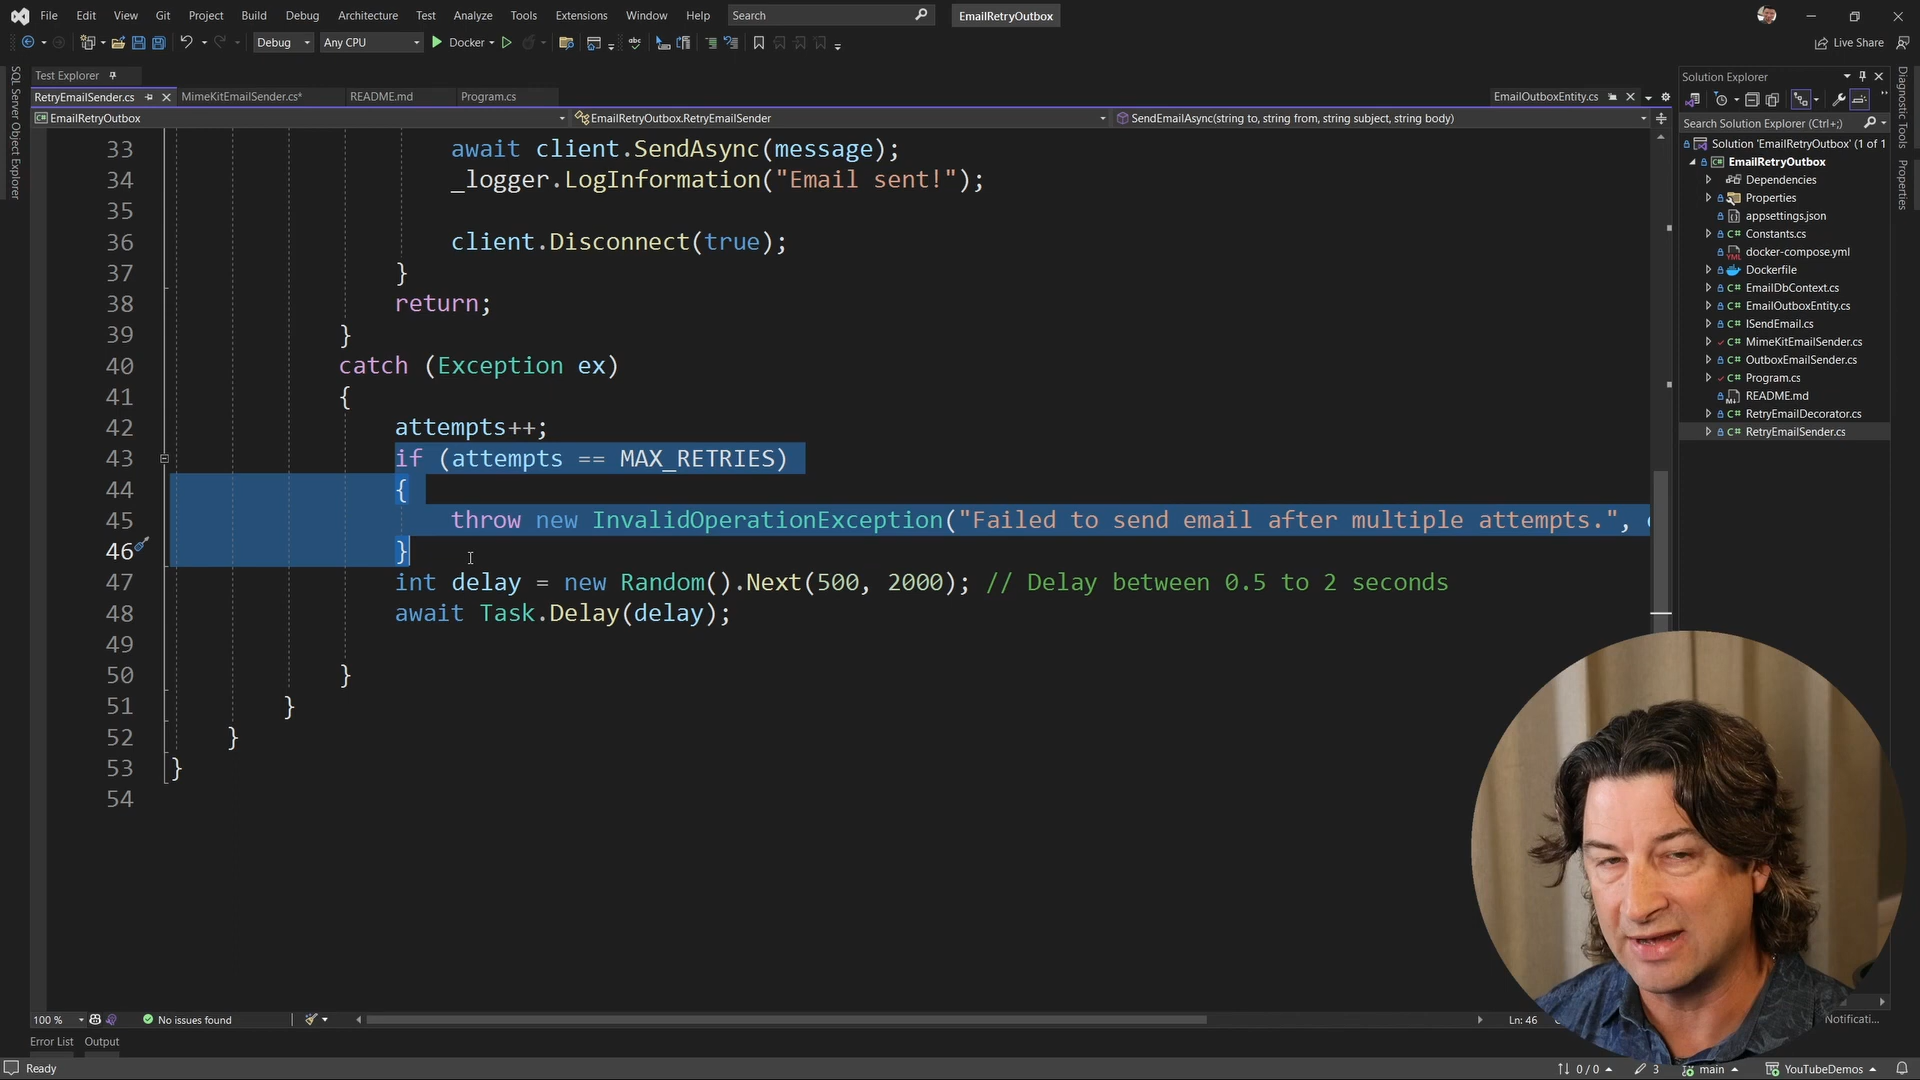 File Edit View Git Project Build Debug Architecture Test Analyze Tools Extensions Window Help Search EmailRetryOutbox
Debug Any CPU Docker Live Share
Test Explorer
RetryEmailSender.cs MimeKitEmailSender.cs* README.md Program.cs EmailOutboxEntity.cs
EmailRetryOutbox EmailRetryOutbox.RetryEmailSender SendEmailAsync(string to, string from, string subject, string body)
SQL Server Object Explorer
33 await client.SendAsync(message);
34 _logger.LogInformation("Email sent!");
35
36 client.Disconnect(true);
37 }
38 return;
39 }
40 catch (Exception ex)
41 {
42 attempts++;
43 if (attempts == MAX_RETRIES)
44 {
45 throw new InvalidOperationException("Failed to send email after multiple attempts.",
46 }
47 int delay = new Random().Next(500, 2000); // Delay between 0.5 to 2 seconds
48 await Task.Delay(delay);
49
50 }
51 }
52 }
53 }
54
Solution Explorer
Search Solution Explorer (Ctrl+;)
Solution 'EmailRetryOutbox' (1 of 1
EmailRetryOutbox
Dependencies
Properties
appsettings.json
Constants.cs
docker-compose.yml
Dockerfile
EmailDbContext.cs
EmailOutboxEntity.cs
ISendEmail.cs
MimeKitEmailSender.cs
OutboxEmailSender.cs
Program.cs
README.md
RetryEmailDecorator.cs
RetryEmailSender.cs
Diagnostic Tools
Properties
100 % No issues found Ln: 46 Notificati...
Error List Output
Ready 0 / 0 3 main YouTubeDemos